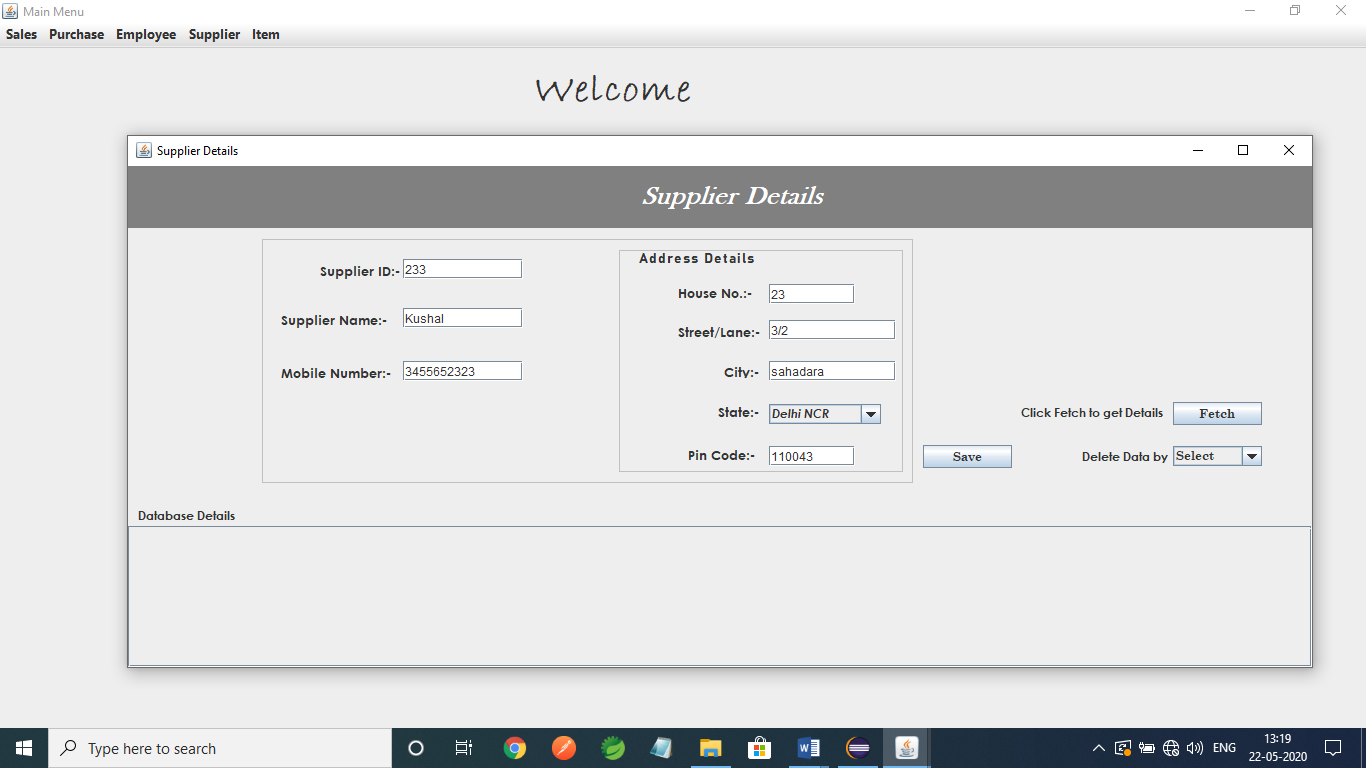 Main Menu
Sales Purchase Employee Supplier Item
Welcome
Supplier Details
Supplier Details
Supplier ID:- 233
Supplier Name:- Kushal
Mobile Number:- 3455652323
Address Details
House No.:- 23
Street/Lane:- 3/2
City:- sahadara
State:- Delhi NCR
Pin Code:- 110043
Click Fetch to get Details Fetch
Save Delete Data by Select
Database Details
Type here to search
ENG
13:19
22-05-2020